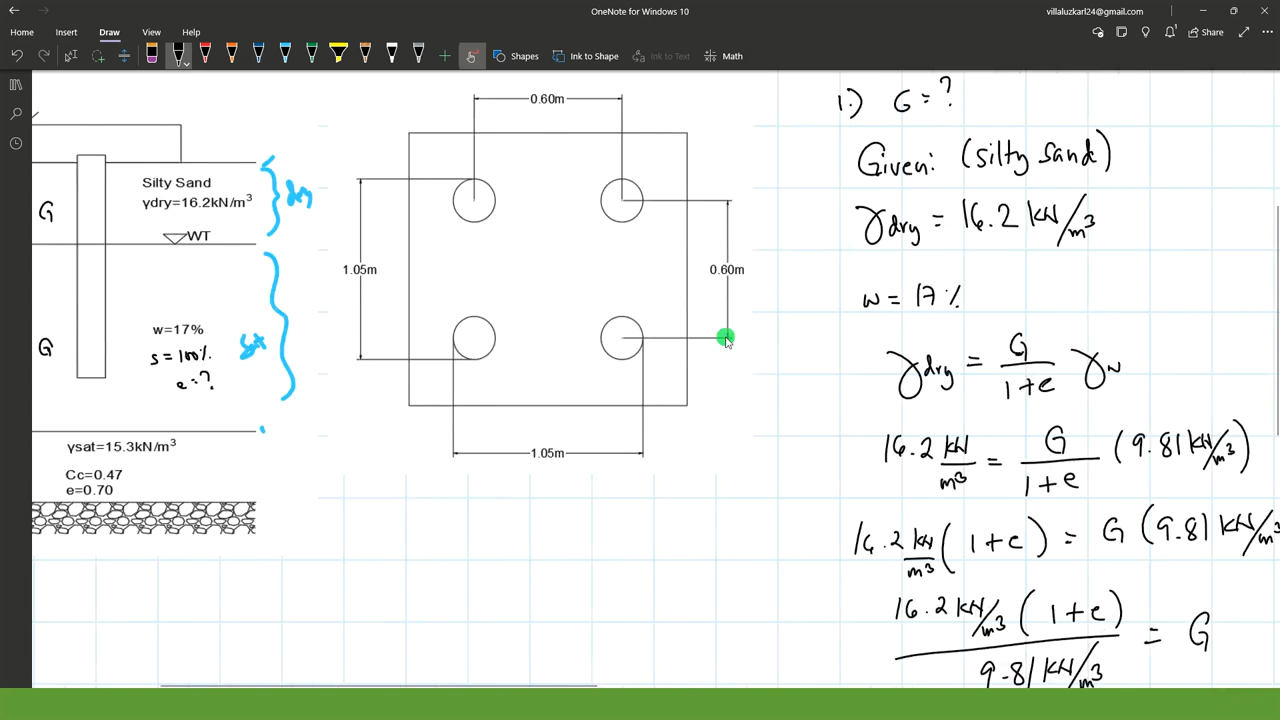 OneNote for Windows 10
villaluzkarl24@gmail.com
Home
Insert
Draw
View
Help
Share
Shapes
Ink to Shape
Ink to Text
Math
Silty Sand
γdry=16.2kN/m³
dry
G
WT
w=17%
s = 100%
e = ?
G
Sat
γsat=15.3kN/m³
Cc=0.47
e=0.70
0.60m
1.05m
0.60m
1.05m
1.) G = ?
Given: (silty sand)
γdry = 16.2 kN/m³
w = 17 %
γdry = G/(1+e) γw
16.2 kN/m³ = G/(1+e) (9.81 kN/m³)
16.2 kN/m³ (1+e) = G (9.81 kN/m³
16.2 kN/m³ (1+e) / 9.81 kN/m³ = G